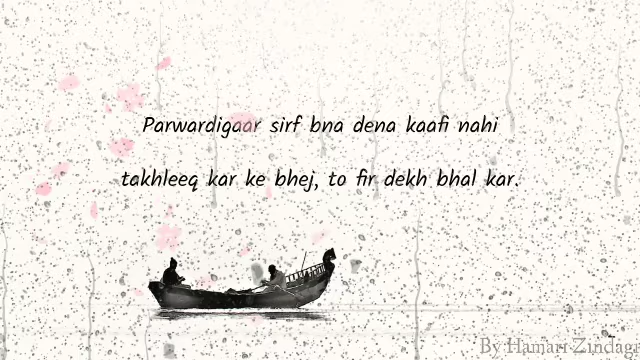 Parwardigaar sirf bna dena kaafi nahi
takhleeq kar ke bhej, to fir dekh bhal kar.
By Hamari Zindagi